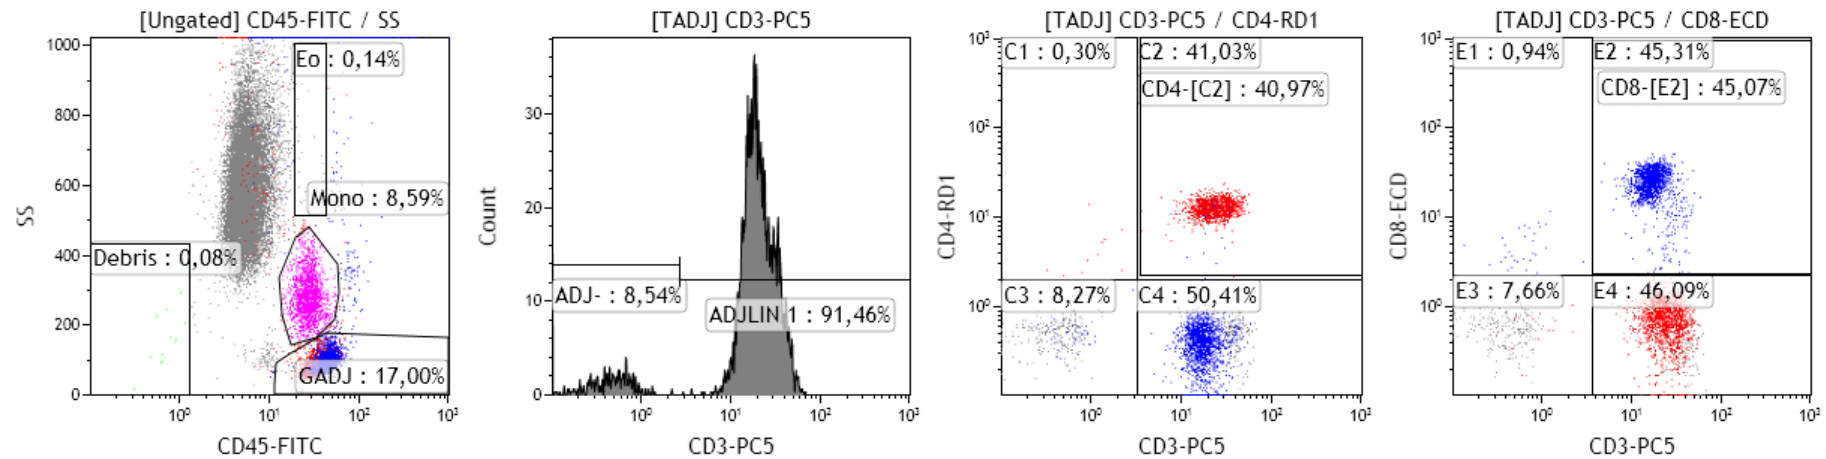 [Ungated] CD45-FITC / SS
1000
800
600
400
200
0
SS
Eo : 0,14%
Mono : 8,59%
Debris : 0,08%
GADJ : 17,00%
10⁰
10¹
10²
10³
CD45-FITC
[TADJ] CD3-PC5
30
20
10
0
Count
ADJ- : 8,54%
ADJLIN 1 : 91,46%
10⁰
10¹
10²
10³
CD3-PC5
[TADJ] CD3-PC5 / CD4-RD1
10³
10²
10¹
10⁰
CD4-RD1
C1 : 0,30%
C2 : 41,03%
CD4-[C2] : 40,97%
C3 : 8,27%
C4 : 50,41%
10⁰
10¹
10²
10³
CD3-PC5
[TADJ] CD3-PC5 / CD8-ECD
10³
10²
10¹
10⁰
CD8-ECD
E1 : 0,94%
E2 : 45,31%
CD8-[E2] : 45,07%
E3 : 7,66%
E4 : 46,09%
10⁰
10¹
10²
10³
CD3-PC5